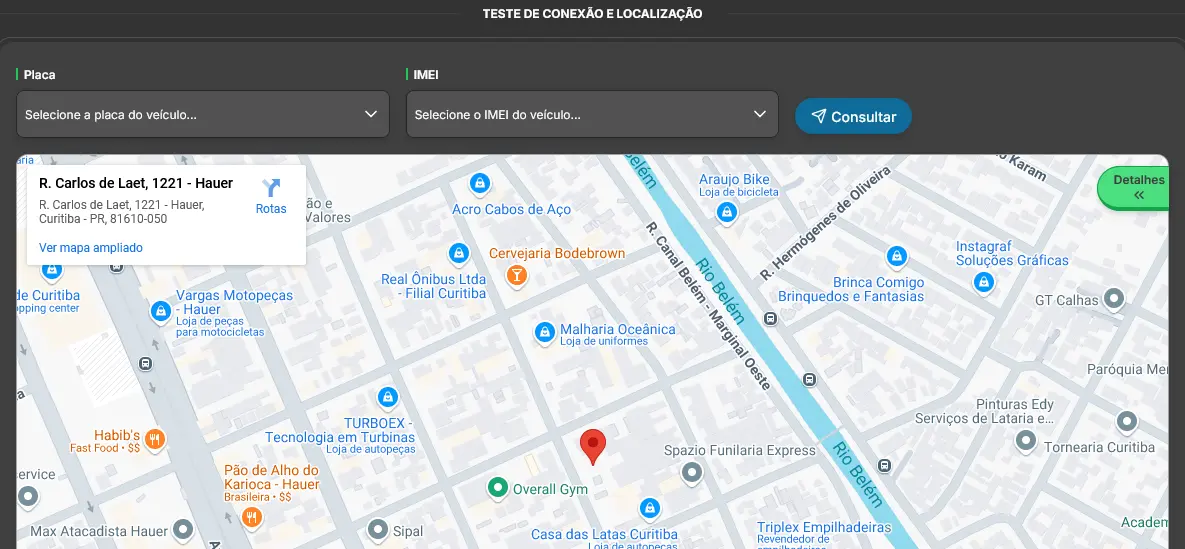 TESTE DE CONEXÃO E LOCALIZAÇÃO
Placa
IMEI
Selecione a placa do veículo...
Selecione o IMEI do veículo...
Consultar
R. Carlos de Laet, 1221 - Hauer
R. Carlos de Laet, 1221 - Hauer,
Curitiba - PR, 81610-050
Rotas
Ver mapa ampliado
Detalhes
aria
ão e
Valores
Acro Cabos de Aço
Araujo Bike
Loja de bicicleta
Karam
Belém
R. Hermógenes de Oliveira
R. Canal Belém - Marginal Oeste
Rio Belém
Cervejaria Bodebrown
Real Ônibus Ltda
- Filial Curitiba
Instagraf
Soluções Gráficas
Brinca Comigo
Brinquedos e Fantasias
GT Calhas
de Curitiba
opping center
Vargas Motopeças
- Hauer
Loja de peças
para motocicletas
Malharia Oceânica
Loja de uniformes
Paróquia Mer
TURBOEX -
Tecnologia em Turbinas
Loja de autopeças
Pinturas Edy
Serviços de Lataria e...
Habib's
Fast Food • $$
Tornearia Curitiba
Spazio Funilaria Express
Rio Belém
Pão de Alho do
Karioca - Hauer
Brasileira • $$
ervice
Overall Gym
Max Atacadista Hauer
Sipal
Casa das Latas Curitiba
Loja de autopeças
Triplex Empilhadeiras
Revendedor de
empilhadeiras
Academ